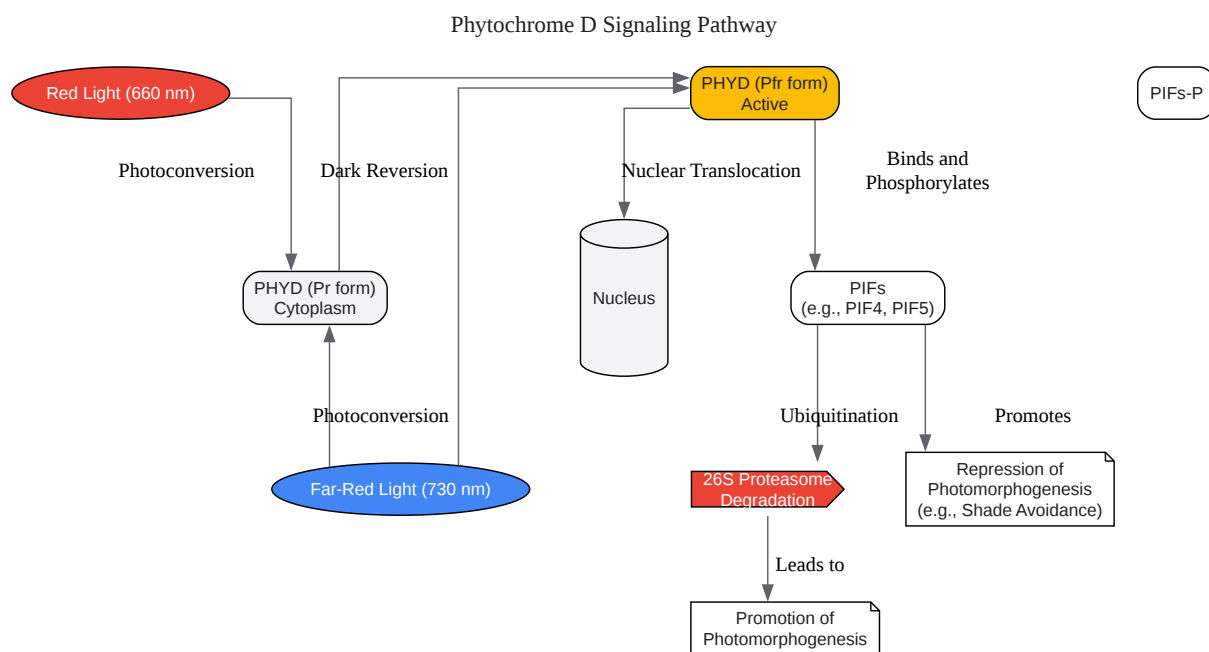 Phytochrome D Signaling Pathway
Red Light (660 nm)
PHYD (Pfr form)
Active
PIFs-P
Photoconversion
Dark Reversion
Nuclear Translocation
Binds and
Phosphorylates
PHYD (Pr form)
Cytoplasm
Nucleus
PIFs
(e.g., PIF4, PIF5)
Photoconversion
Ubiquitination
Promotes
Far-Red Light (730 nm)
26S Proteasome
Degradation
Repression of
Photomorphogenesis
(e.g., Shade Avoidance)
Leads to
Promotion of
Photomorphogenesis